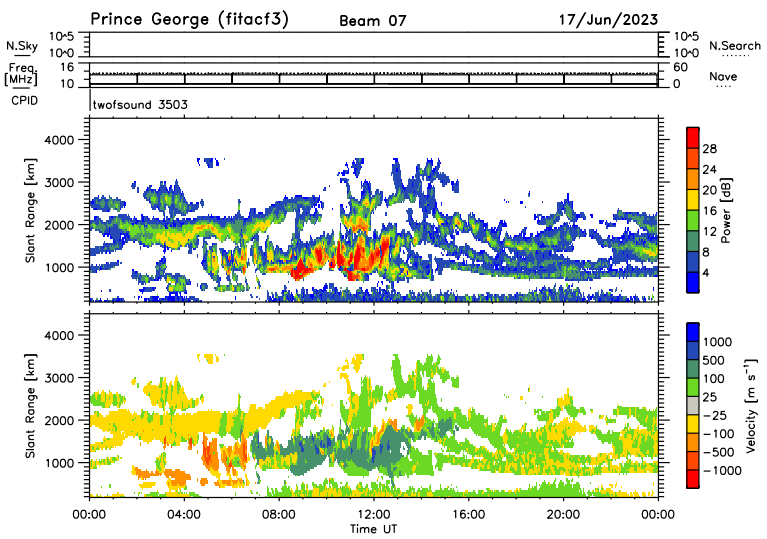 Prince George (fitacf3) Beam 07 17/Jun/2023
N.Sky 10^5 10^0 10^5 10^0 N.Search
Freq. [MHz] 16 10 60 0 Nave
CPID twofsound 3503
Slant Range [km] 4000 3000 2000 1000
28 24 20 16 12 8 4 Power [dB]
Slant Range [km] 4000 3000 2000 1000
1000 500 100 25 -25 -100 -500 -1000 Velocity [m s⁻¹]
00:00 04:00 08:00 12:00 16:00 20:00 00:00
Time UT